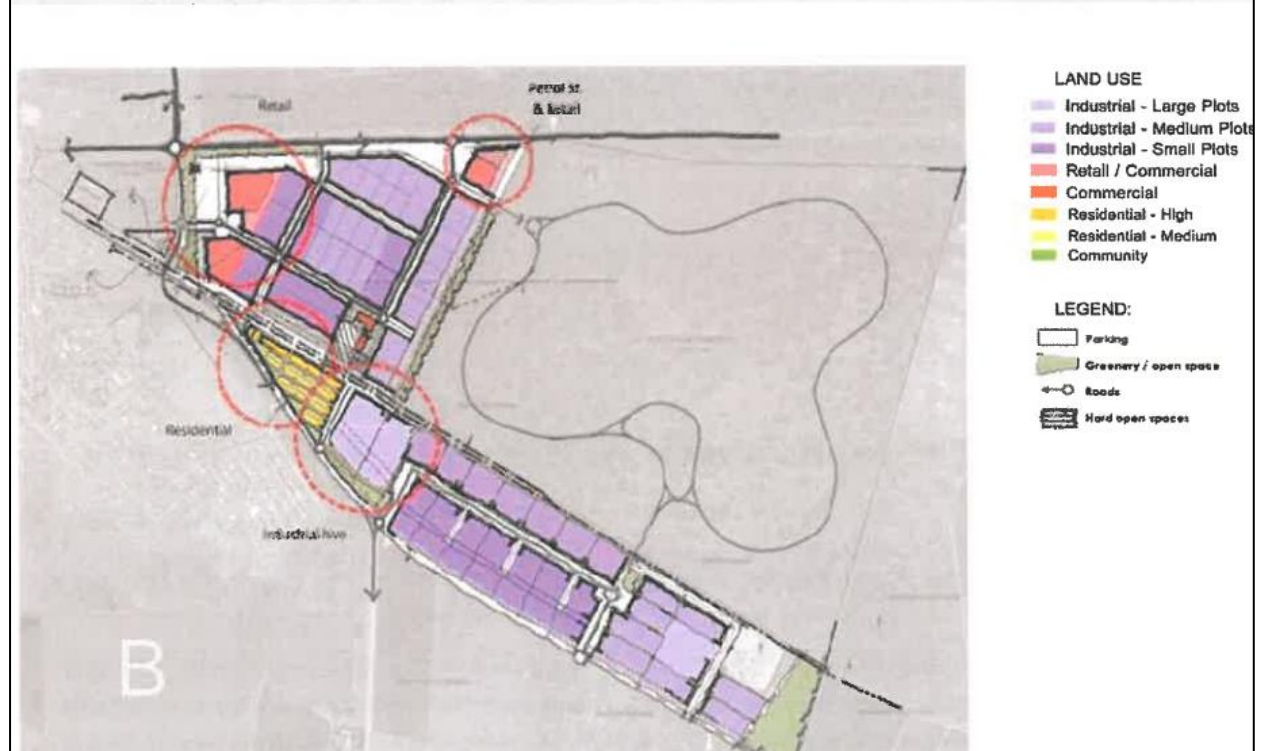 Retail
Petrol St.
& Retail
Residential
Industrial hive
B
LAND USE
Industrial - Large Plots
Industrial - Medium Plots
Industrial - Small Plots
Retail / Commercial
Commercial
Residential - High
Residential - Medium
Community
LEGEND:
Parking
Greenery / open space
Roads
Hard open spaces